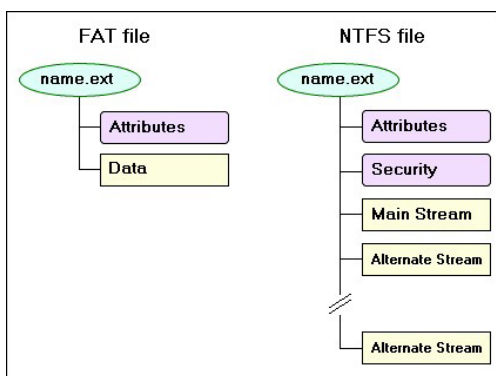 FAT file
name.ext
Attributes
Data
NTFS file
name.ext
Attributes
Security
Main Stream
Alternate Stream
Alternate Stream